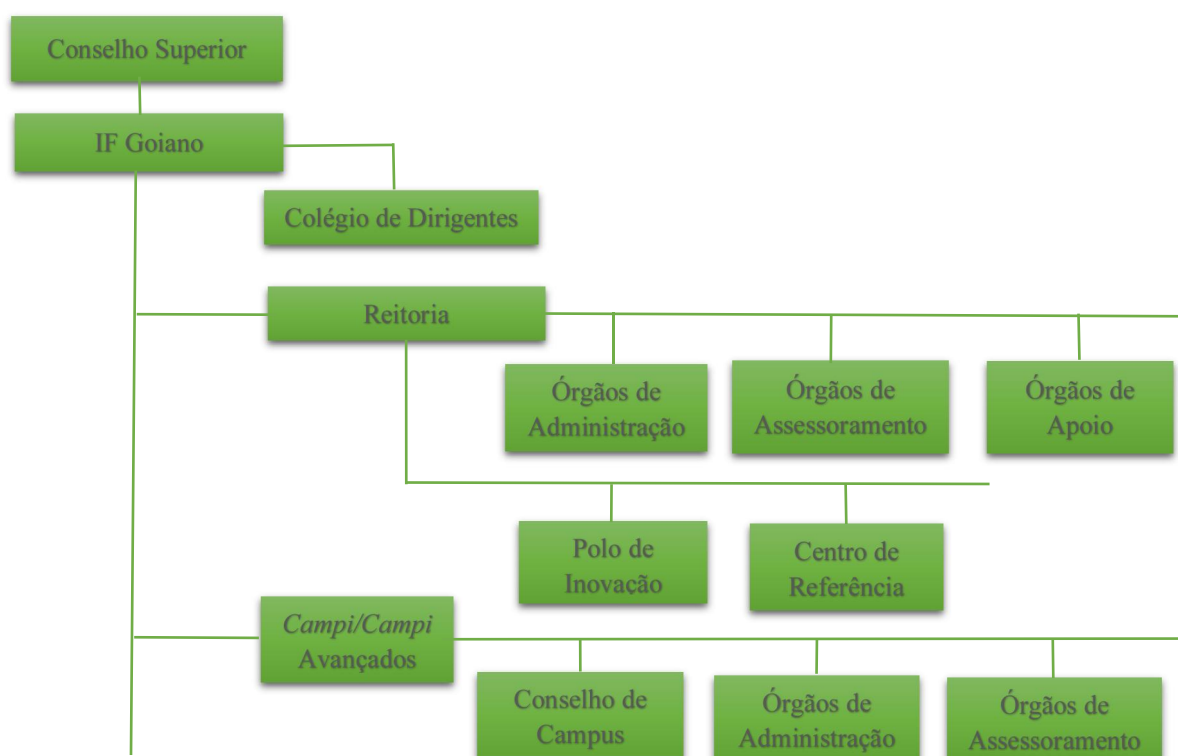 Conselho Superior
IF Goiano
Colégio de Dirigentes
Reitoria
Órgãos de
Administração
Órgãos de
Assessoramento
Órgãos de
Apoio
Polo de
Inovação
Centro de
Referência
Campi/Campi
Avançados
Conselho de
Campus
Órgãos de
Administração
Órgãos de
Assessoramento